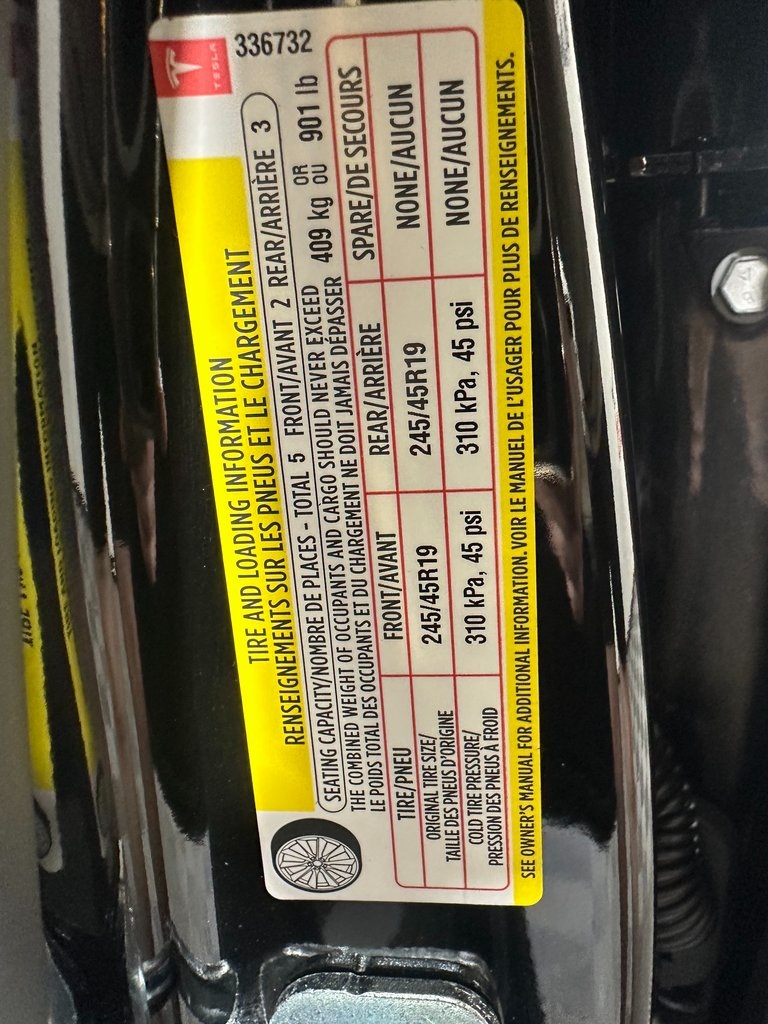 TESLA
336732
TIRE AND LOADING INFORMATION
RENSEIGNEMENTS SUR LES PNEUS ET LE CHARGEMENT
SEATING CAPACITY/NOMBRE DE PLACES - TOTAL 5 FRONT/AVANT 2 REAR/ARRIÈRE 3
THE COMBINED WEIGHT OF OCCUPANTS AND CARGO SHOULD NEVER EXCEED
LE POIDS TOTAL DES OCCUPANTS ET DU CHARGEMENT NE DOIT JAMAIS DÉPASSER
409 kg OR OU 901 lb
TIRE/PNEU FRONT/AVANT REAR/ARRIÈRE SPARE/DE SECOURS
ORIGINAL TIRE SIZE/
TAILLE DES PNEUS D'ORIGINE 245/45R19 245/45R19 NONE/AUCUN
COLD TIRE PRESSURE/
PRESSION DES PNEUS À FROID 310 kPa, 45 psi 310 kPa, 45 psi NONE/AUCUN
SEE OWNER'S MANUAL FOR ADDITIONAL INFORMATION. VOIR LE MANUEL DE L'USAGER POUR PLUS DE RENSEIGNEMENTS.